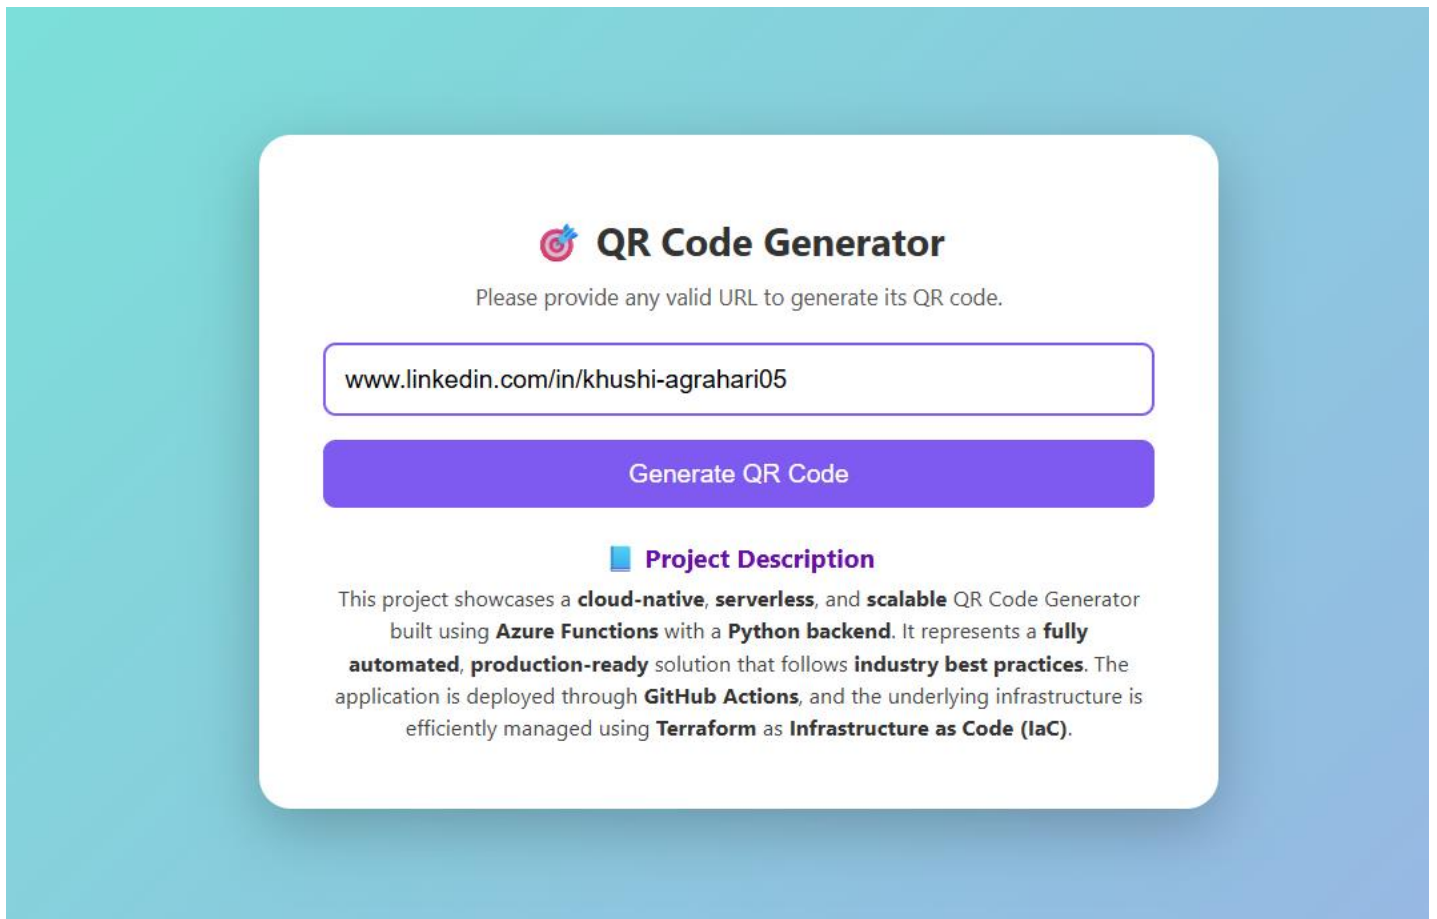 QR Code Generator
Please provide any valid URL to generate its QR code.
www.linkedin.com/in/khushi-agrahari05
Generate QR Code
Project Description
This project showcases a cloud-native, serverless, and scalable QR Code Generator
built using Azure Functions with a Python backend. It represents a fully
automated, production-ready solution that follows industry best practices. The
application is deployed through GitHub Actions, and the underlying infrastructure is
efficiently managed using Terraform as Infrastructure as Code (IaC).